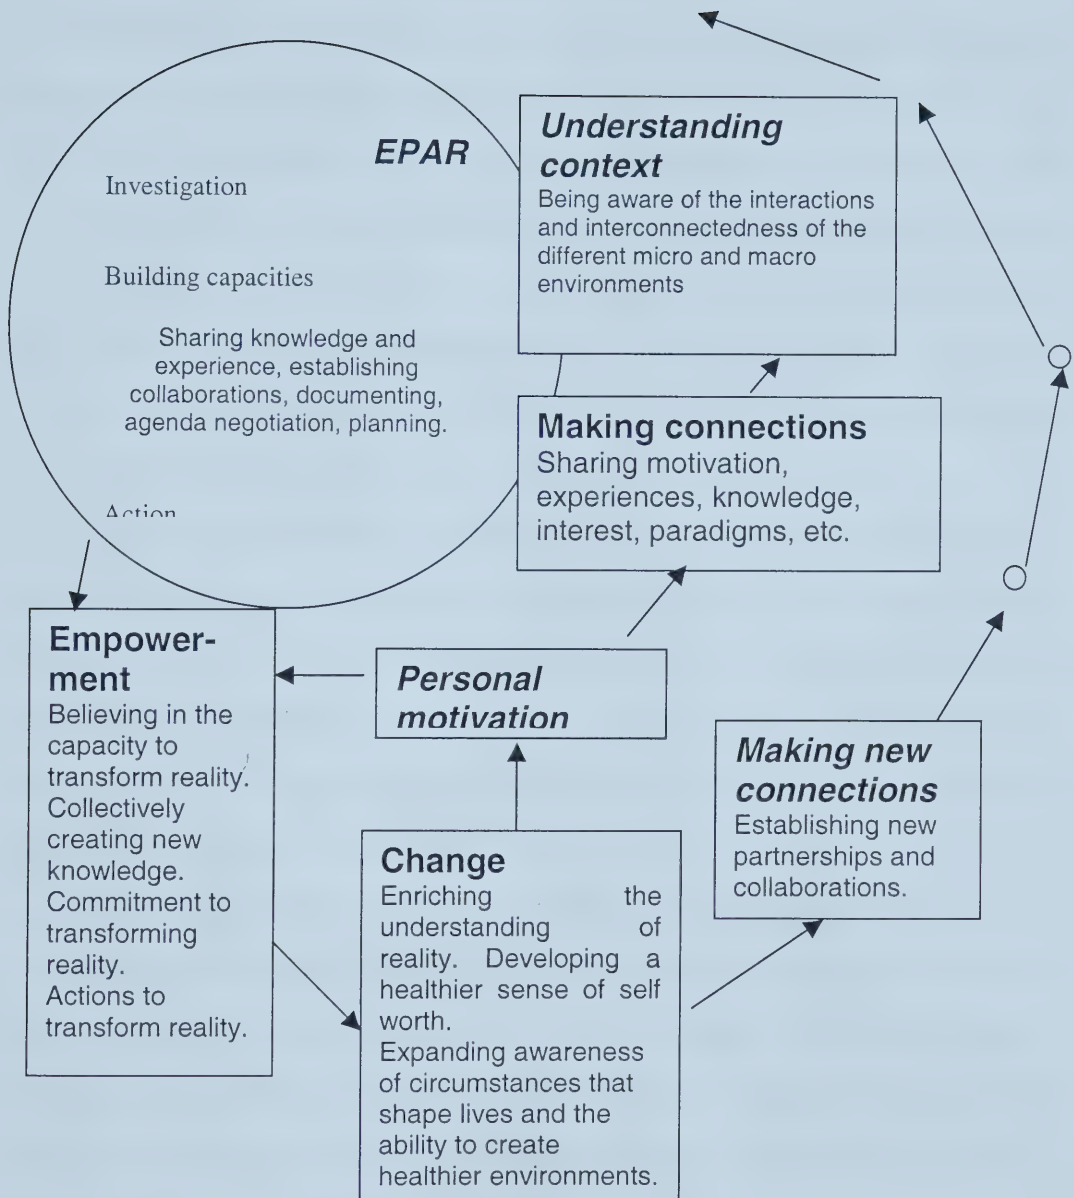 EPAR
Investigation
Building capacities
Sharing knowledge and
experience, establishing
collaborations, documenting,
agenda negotiation, planning.
Action
Understanding
context
Being aware of the interactions
and interconnectedness of the
different micro and macro
environments
Making connections
Sharing motivation,
experiences, knowledge,
interest, paradigms, etc.
Empower-
ment
Believing in the
capacity to
transform reality.
Collectively
creating new
knowledge.
Commitment to
transforming
reality.
Actions to
transform reality.
Personal
motivation
Change
Enriching the
understanding of
reality. Developing a
healthier sense of self
worth.
Expanding awareness
of circumstances that
shape lives and the
ability to create
healthier environments.
Making new
connections
Establishing new
partnerships and
collaborations.